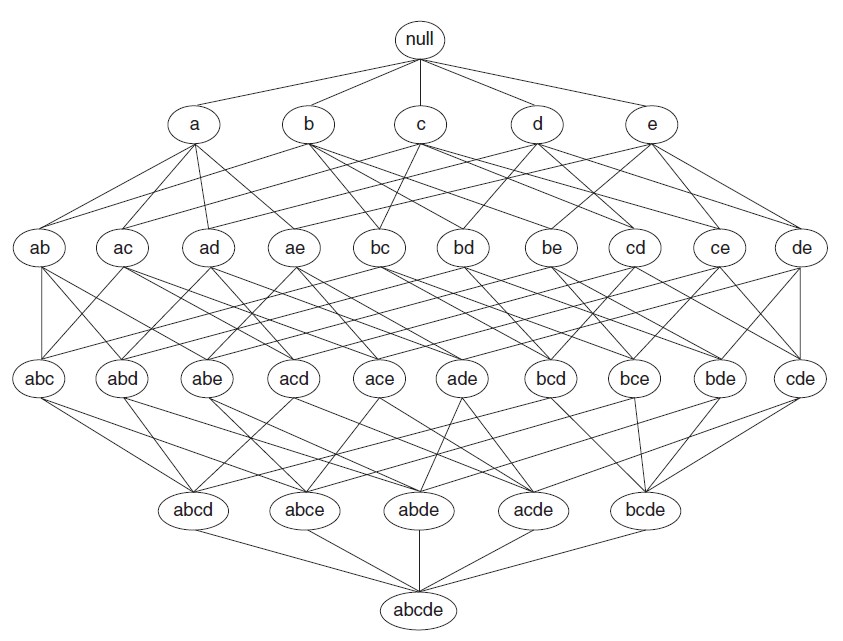 null
a b c d e
ab ac ad ae bc bd be cd ce de
abc abd abe acd ace ade bcd bce bde cde
abcd abce abde acde bcde
abcde